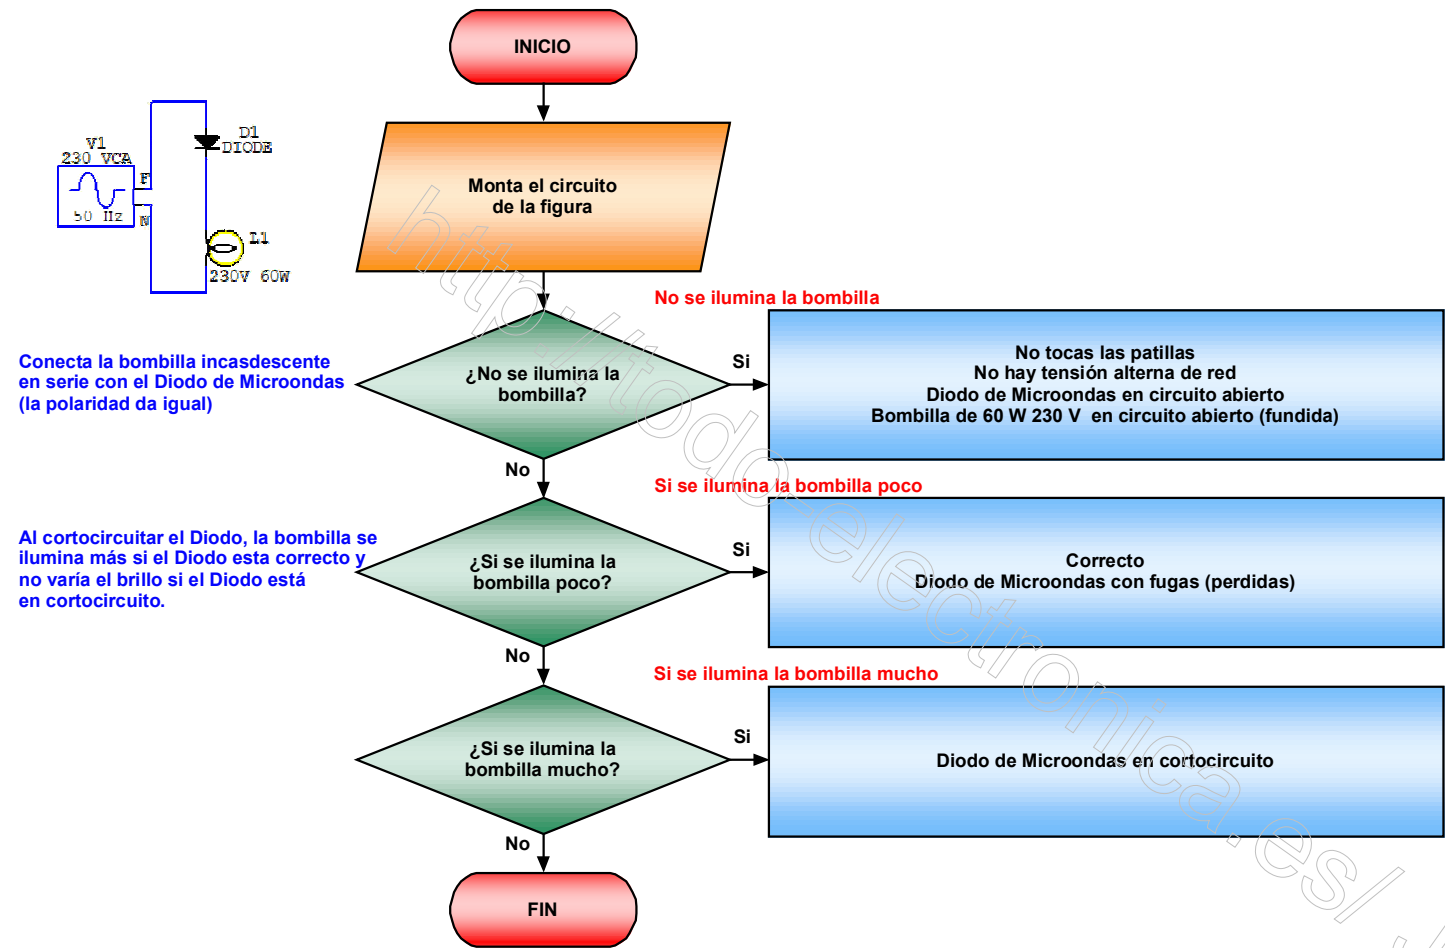 INICIO
V1
230 VCA
F
50 Hz
N
D1
DIODE
L1
230V 60W
Monta el circuito
de la figura
Conecta la bombilla incasdescente
en serie con el Diodo de Microondas
(la polaridad da igual)
¿No se ilumina la
bombilla?
Si
No
No se ilumina la bombilla
No tocas las patillas
No hay tensión alterna de red
Diodo de Microondas en circuito abierto
Bombilla de 60 W 230 V en circuito abierto (fundida)
Al cortocircuitar el Diodo, la bombilla se
ilumina más si el Diodo esta correcto y
no varía el brillo si el Diodo está
en cortocircuito.
¿Si se ilumina la
bombilla poco?
Si
No
Si se ilumina la bombilla poco
Correcto
Diodo de Microondas con fugas (perdidas)
¿Si se ilumina la
bombilla mucho?
Si
No
Si se ilumina la bombilla mucho
Diodo de Microondas en cortocircuito
FIN
http://todo-electronica.es/